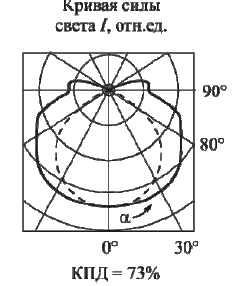 Кривая силы
света I, отн.ед.
90°
80°
α
0° 30°
КПД = 73%